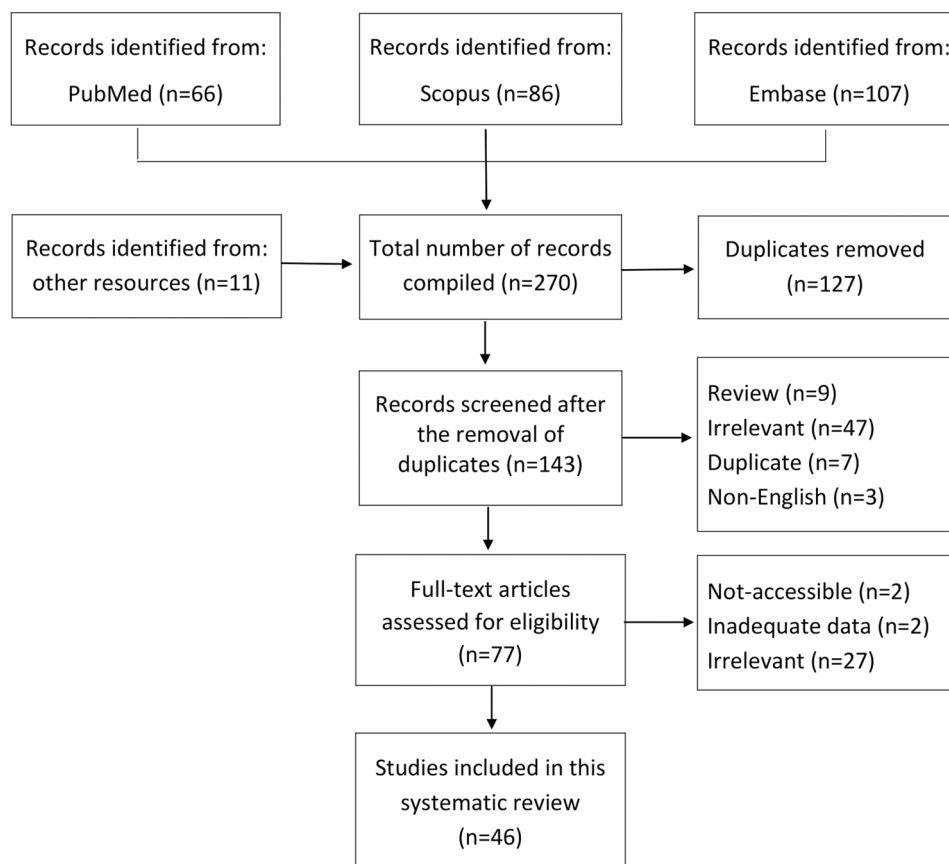 Records identified from:
PubMed (n=66)
Records identified from:
Scopus (n=86)
Records identified from:
Embase (n=107)
Records identified from:
other resources (n=11)
Total number of records
compiled (n=270)
Duplicates removed
(n=127)
Records screened after
the removal of
duplicates (n=143)
Review (n=9)
Irrelevant (n=47)
Duplicate (n=7)
Non-English (n=3)
Full-text articles
assessed for eligibility
(n=77)
Not-accessible (n=2)
Inadequate data (n=2)
Irrelevant (n=27)
Studies included in this
systematic review
(n=46)